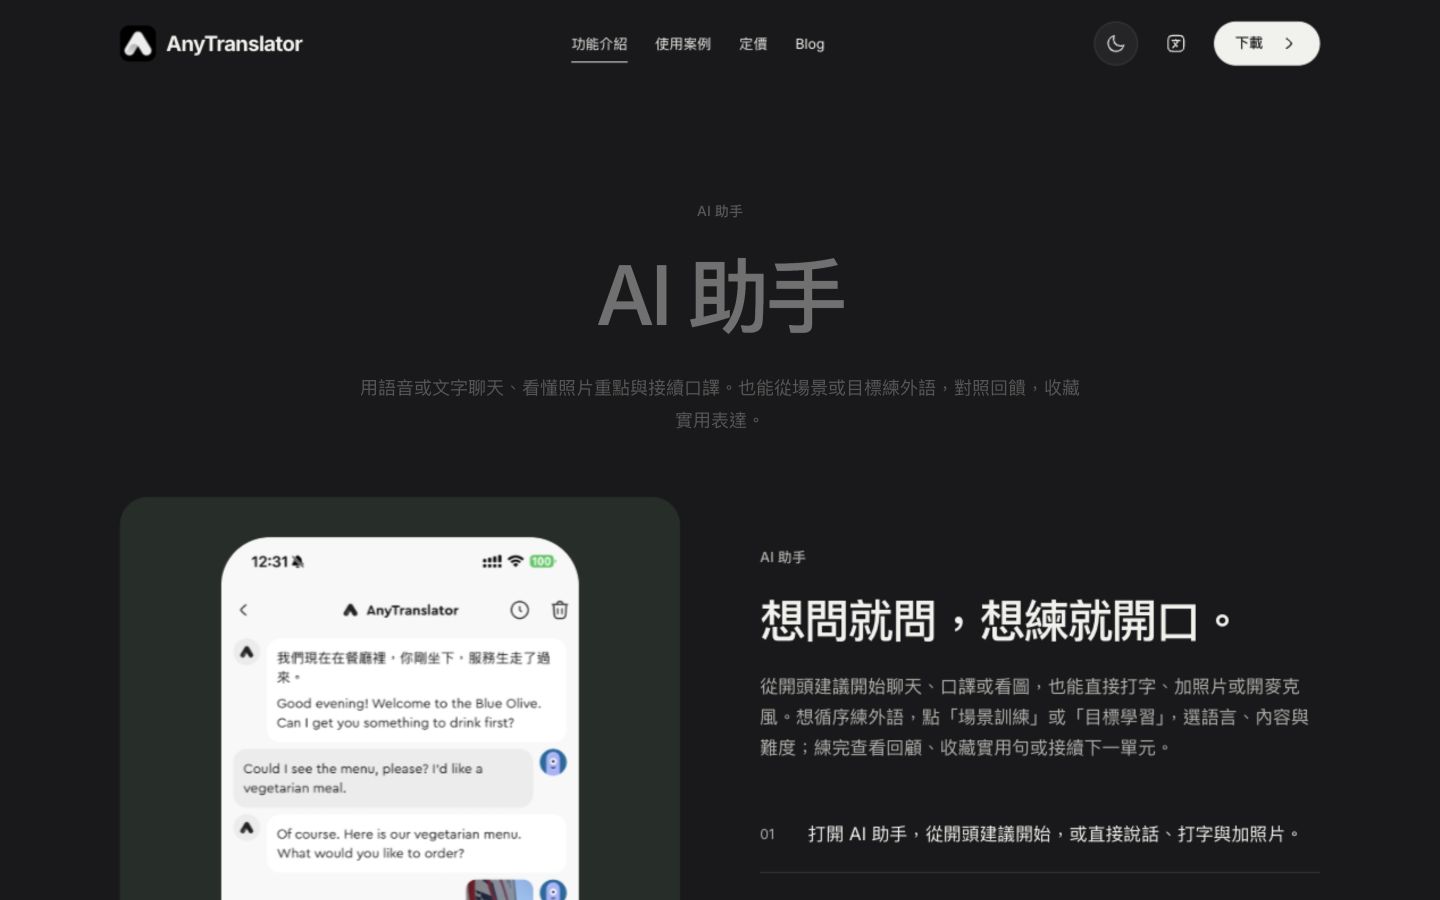 AnyTranslator
功能介紹
使用案例
定價
Blog
下載
AI 助手
AI 助手
用語音或文字聊天、看懂照片重點與接續口譯。也能從場景或目標練外語，對照回饋，收藏
實用表達。
12:31
100
AnyTranslator
我們現在在餐廳裡，你剛坐下，服務生走了過
來。
Good evening! Welcome to the Blue Olive.
Can I get you something to drink first?
Could I see the menu, please? I'd like a
vegetarian meal.
Of course. Here is our vegetarian menu.
What would you like to order?
AI 助手
想問就問，想練就開口。
從開頭建議開始聊天、口譯或看圖，也能直接打字、加照片或開麥克
風。想循序練外語，點「場景訓練」或「目標學習」，選語言、內容與
難度；練完查看回顧、收藏實用句或接續下一單元。
01 打開 AI 助手，從開頭建議開始，或直接說話、打字與加照片。